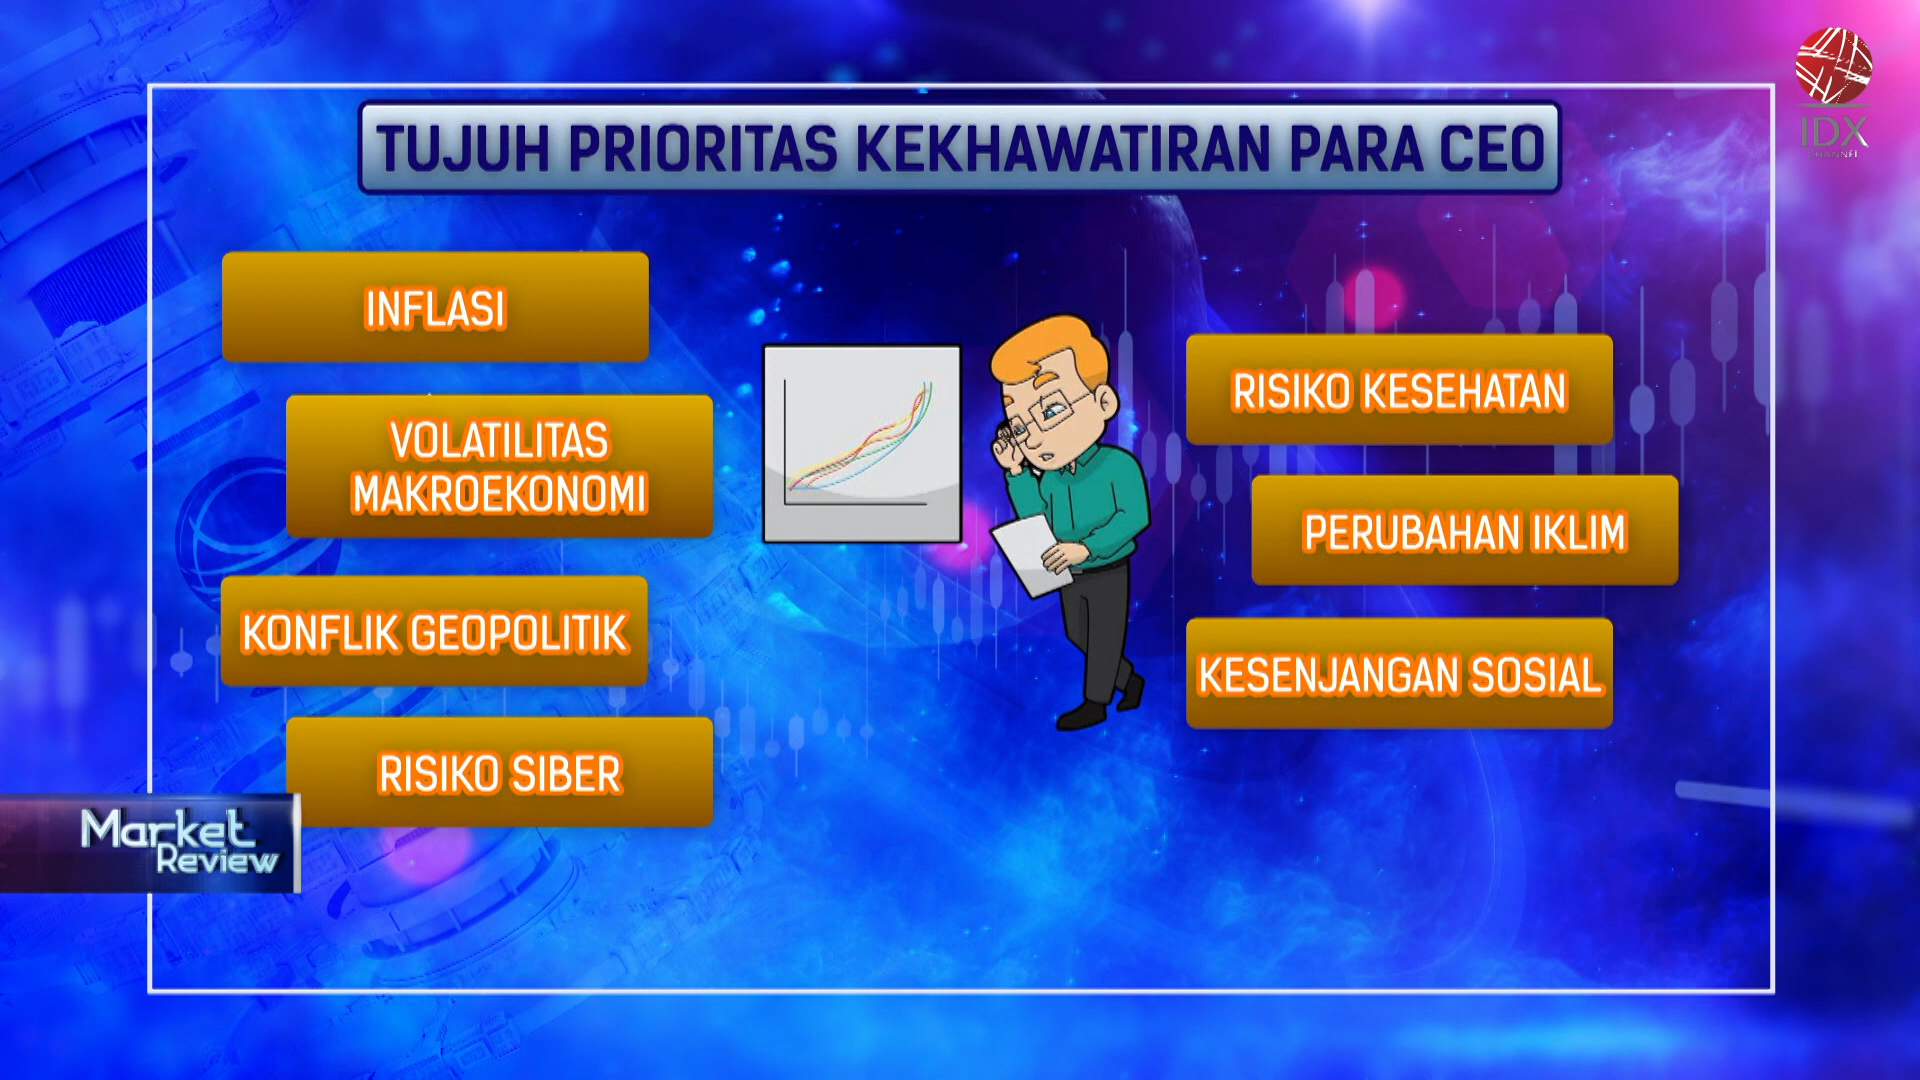 TUJUH PRIORITAS KEKHAWATIRAN PARA CEO
INFLASI
VOLATILITAS
MAKROEKONOMI
KONFLIK GEOPOLITIK
RISIKO SIBER
RISIKO KESEHATAN
PERUBAHAN IKLIM
KESENJANGAN SOSIAL
Market
Review
IDX
CHANNEL